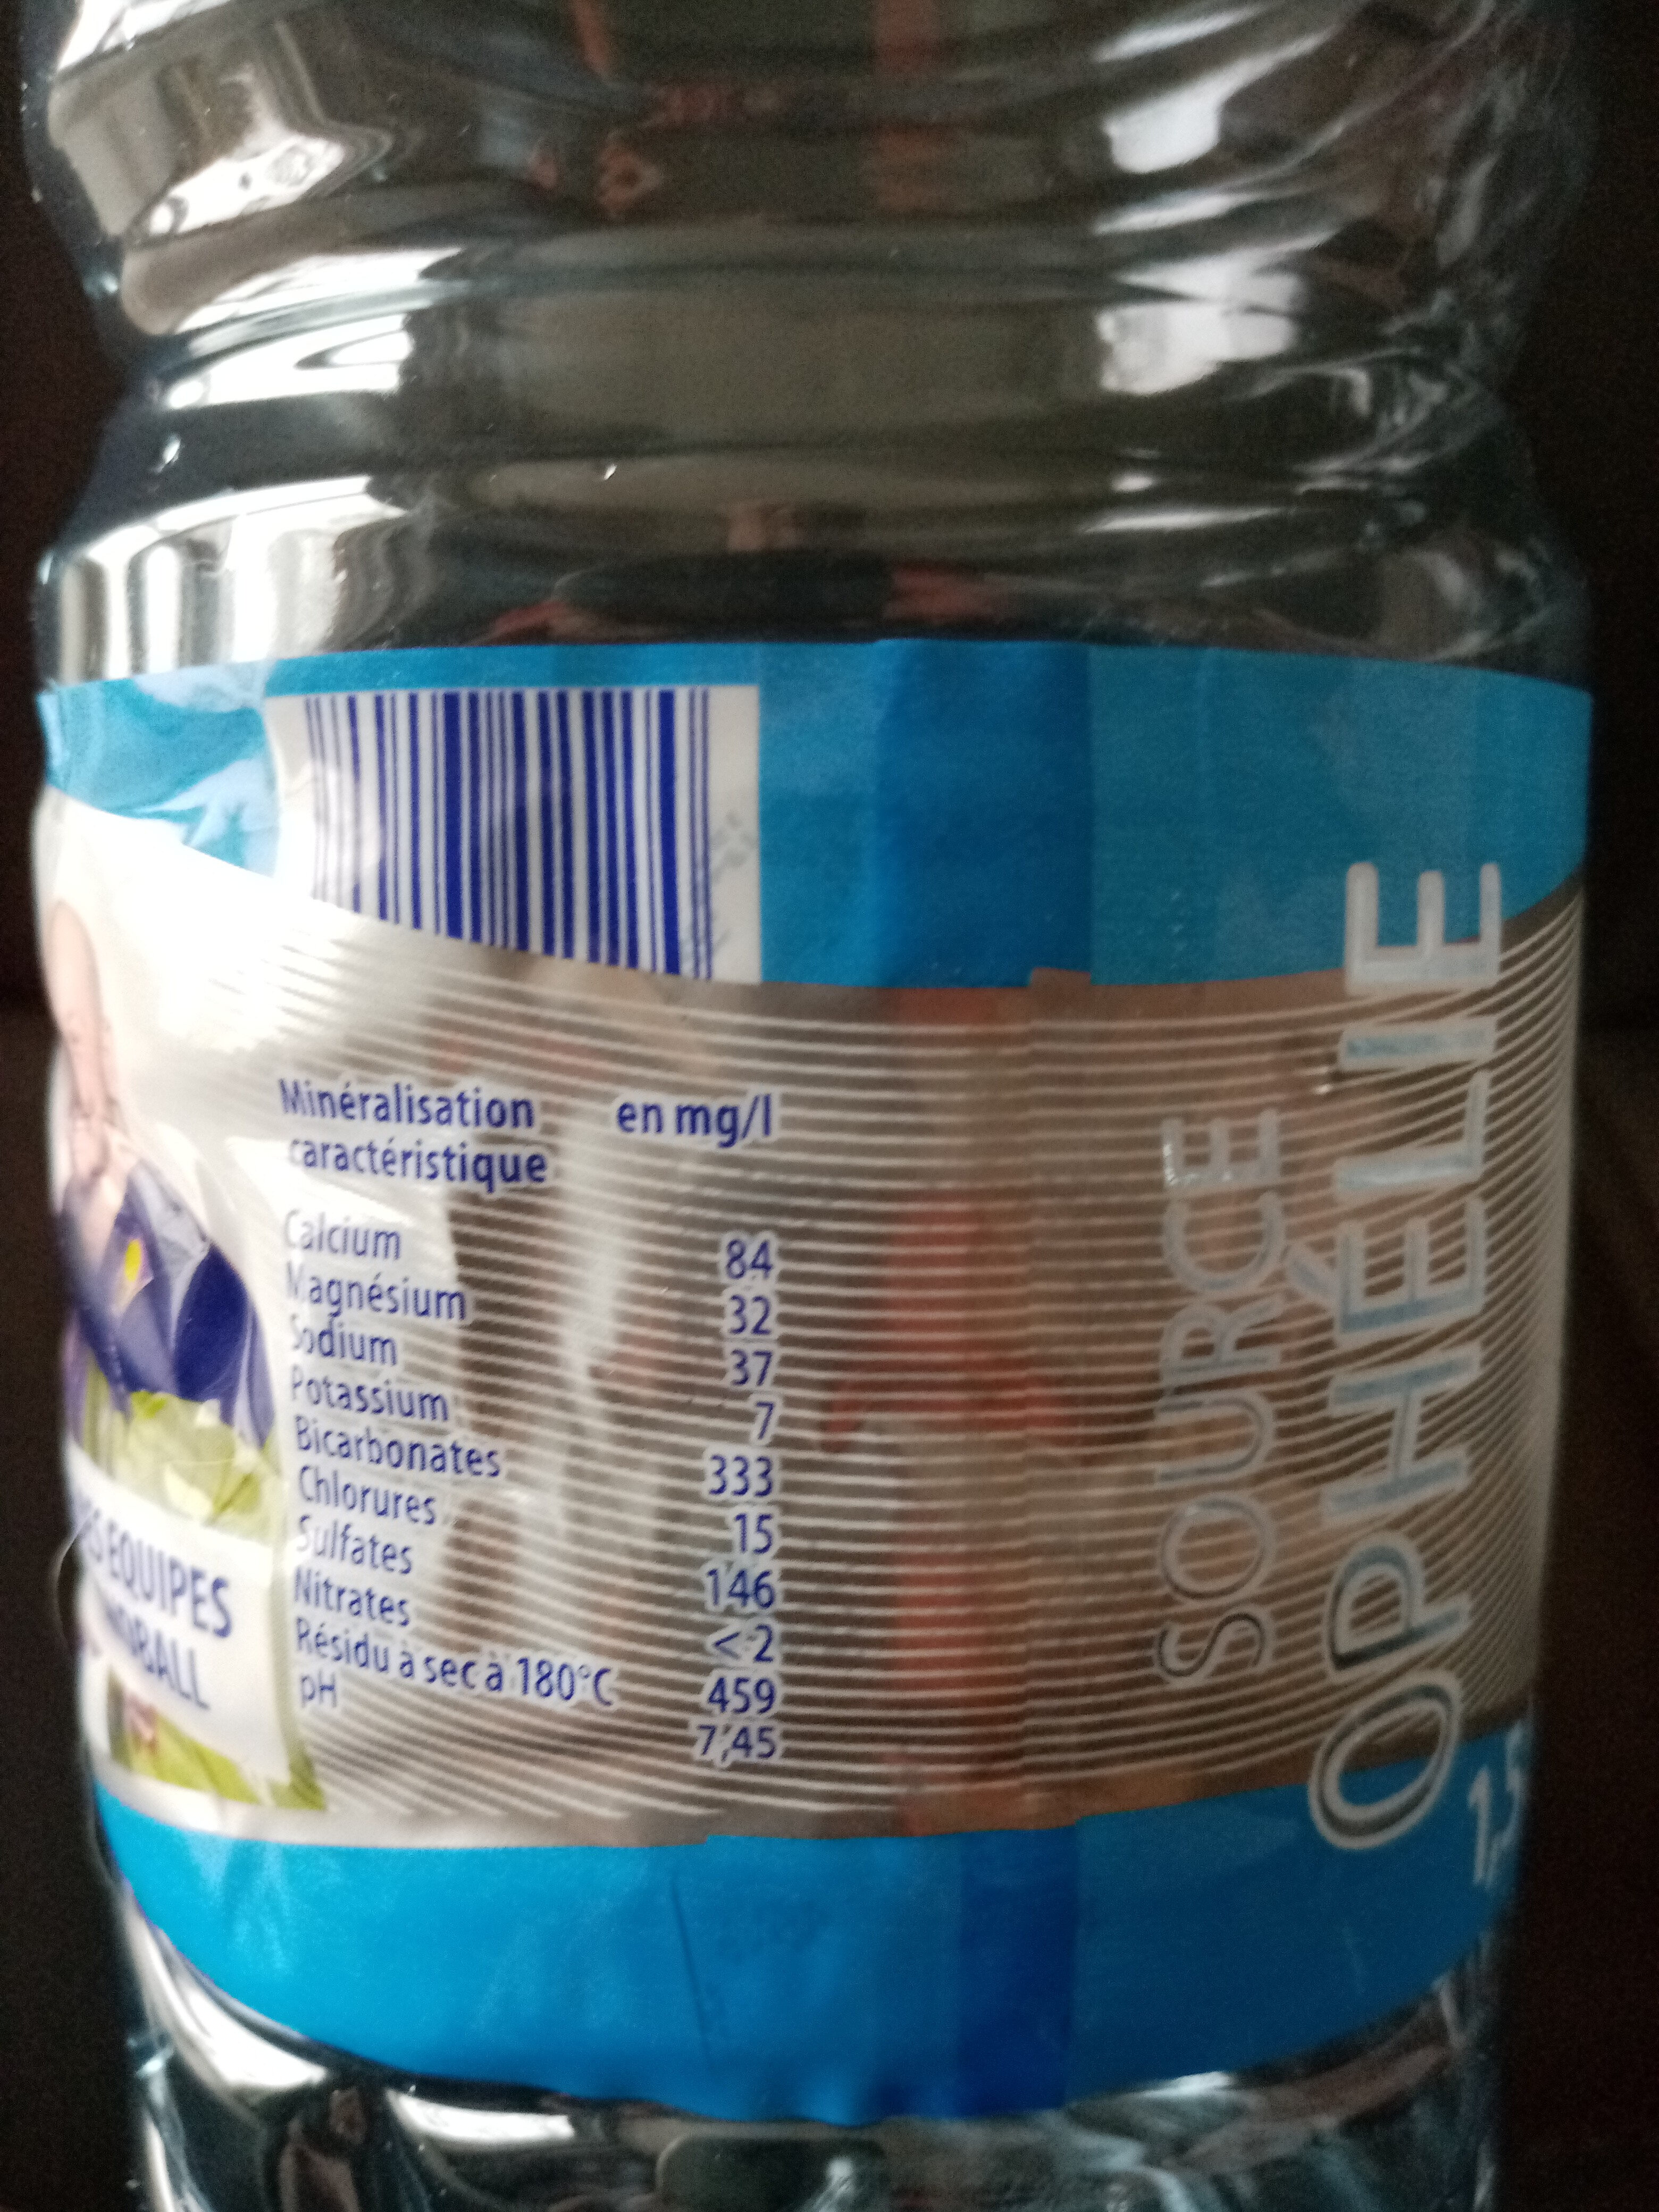 Minéralisation en mg/l
caractéristique
Calcium 84
Magnésium 32
Sodium 37
Potassium 7
Bicarbonates 333
Chlorures 15
Sulfates 146
Nitrates <2
Résidu à sec à 180°C 459
pH 7,45
EQUIPES
SOURCE
OPHÉLIE